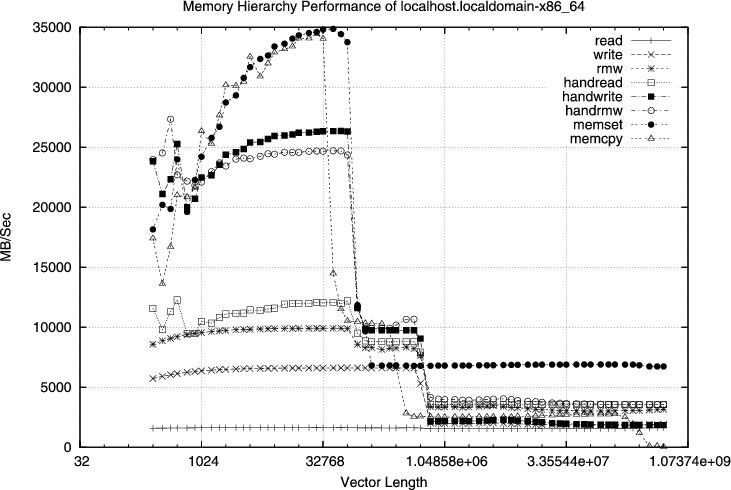 Memory Hierarchy Performance of localhost.localdomain-x86_64
35000
30000
25000
20000
15000
10000
5000
0
MB/Sec
read
write
rmw
handread
handwrite
handrmw
memset
memcpy
32
1024
32768
1.04858e+06
3.35544e+07
1.07374e+09
Vector Length